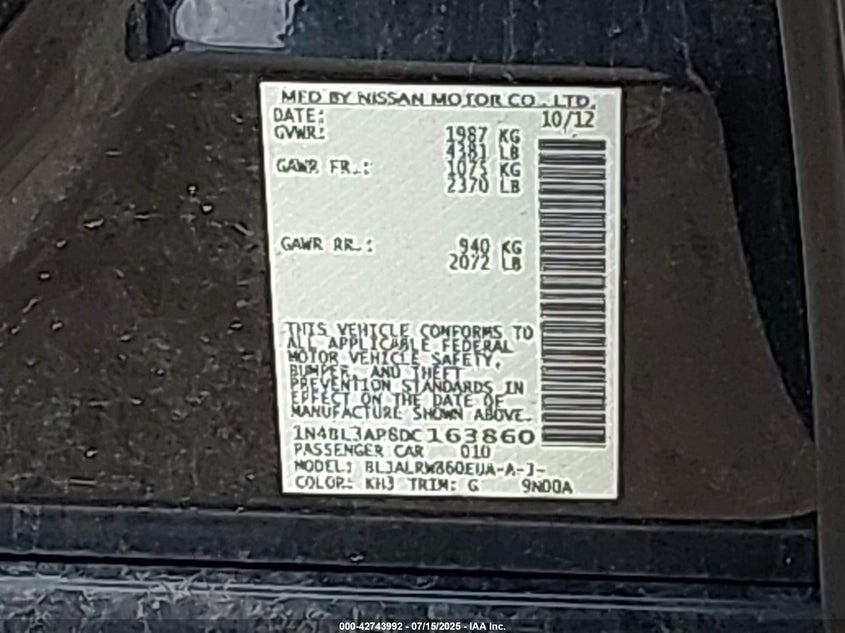 MFD BY NISSAN MOTOR CO., LTD.
DATE: 10/12
GVWR: 1987 KG
4381 LB
GAWR FR.: 1075 KG
2370 LB
GAWR RR.: 940 KG
2072 LB
THIS VEHICLE CONFORMS TO
ALL APPLICABLE FEDERAL
MOTOR VEHICLE SAFETY,
BUMPER, AND THEFT
PREVENTION STANDARDS IN
EFFECT ON THE DATE OF
MANUFACTURE SHOWN ABOVE.
1N4BL3AP8DC163860
PASSENGER CAR 010
MODEL: BLJALRW860EUA-A-J-
COLOR: KH3 TRIM: G 9N00A
000-42743992 - 07/15/2025 - IAA Inc.